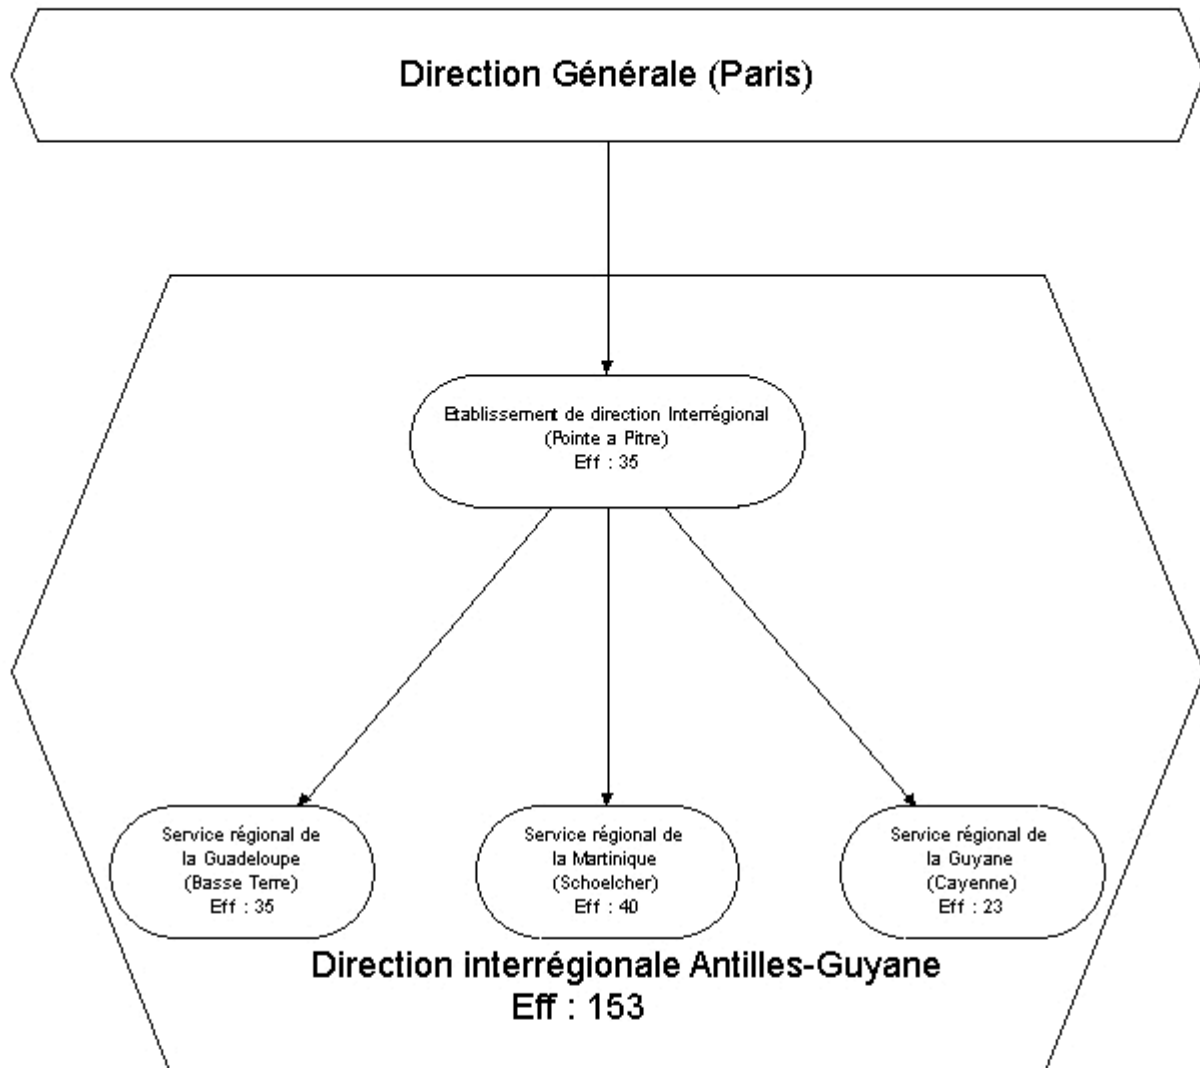 Direction Générale (Paris)
Etablissement de direction Interrégional
(Pointe a Pitre)
Eff : 35
Service régional de
la Guadeloupe
(Basse Terre)
Eff : 35
Service régional de
la Martinique
(Schoelcher)
Eff : 40
Service régional de
la Guyane
(Cayenne)
Eff : 23
Direction interrégionale Antilles-Guyane
Eff : 153